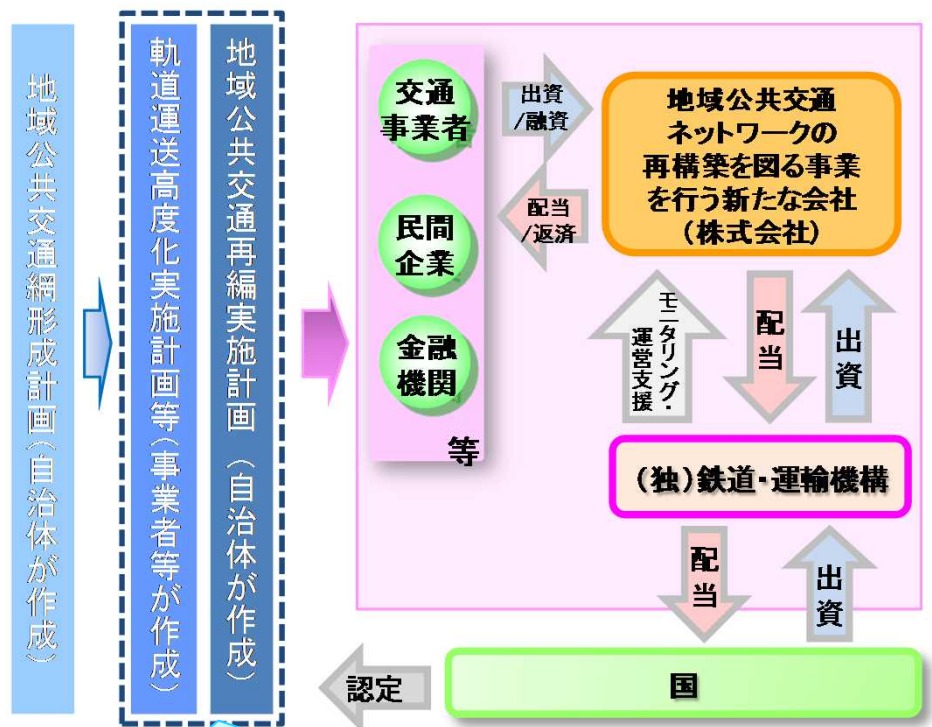 地域公共交通網形成計画(自治体が作成)
軌道運送高度化実施計画等(事業者等が作成)
地域公共交通再編実施計画 (自治体が作成)
交通
事業者
民間
企業
金融
機関
等
出資
/融資
配当
/返済
地域公共交通
ネットワークの
再構築を図る事業
を行う新たな会社
(株式会社)
モニタリング・
運営支援
配当
出資
(独)鉄道・運輸機構
配当
出資
認定
国